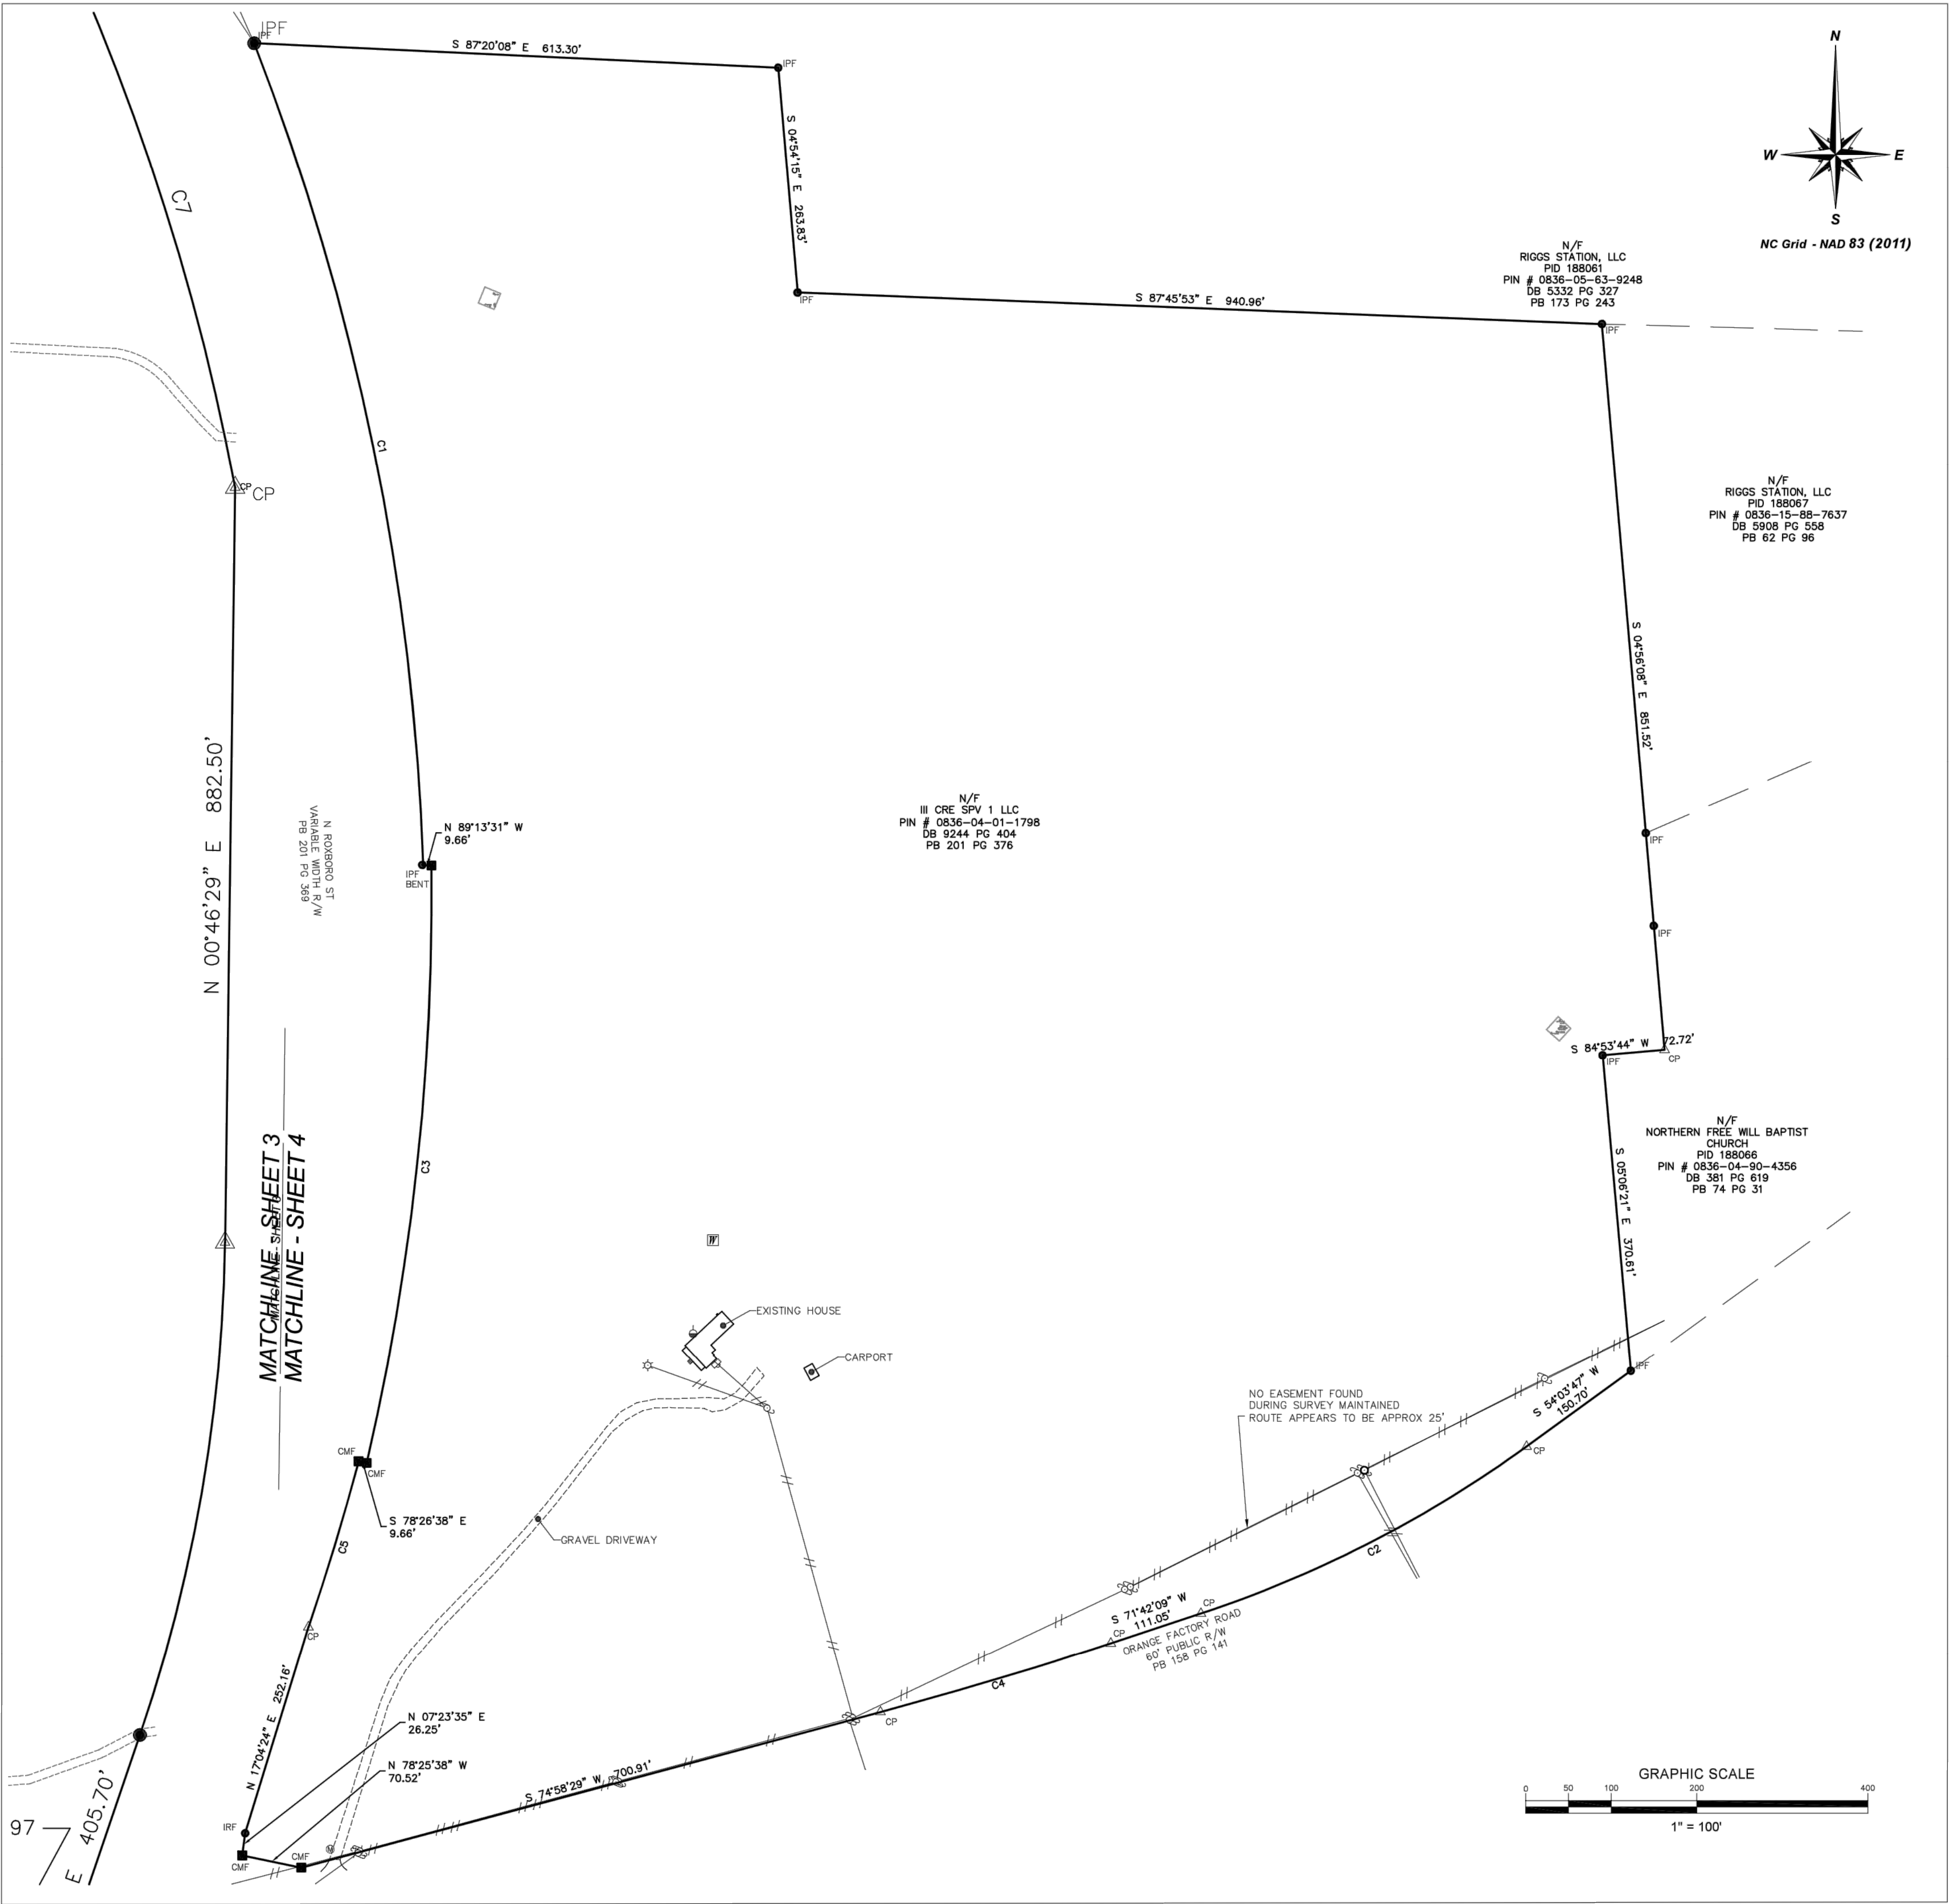 IPF
IPF
S 87°20'08" E 613.30'
IPF
S 04°54'15" E 263.83'
IPF
S 87°45'53" E 940.96'
IPF
N
W
E
S
NC Grid - NAD 83 (2011)
N/F
RIGGS STATION, LLC
PID 188061
PIN # 0836-05-63-9248
DB 5332 PG 327
PB 173 PG 243
C7
C1
CP
CP
N/F
RIGGS STATION, LLC
PID 188067
PIN # 0836-15-88-7637
DB 5908 PG 558
PB 62 PG 96
S 04°56'08" E 851.52'
IPF
IPF
N 00°46'29" E 882.50'
N ROXBORO ST
VARIABLE WIDTH R/W
PB 201 PG 369
N 89°13'31" W
9.66'
IPF
BENT
N/F
III CRE SPV 1 LLC
PIN # 0836-04-01-1798
DB 9244 PG 404
PB 201 PG 376
S 84°53'44" W 72.72'
IPF
CP
N/F
NORTHERN FREE WILL BAPTIST
CHURCH
PID 188066
PIN # 0836-04-90-4356
DB 381 PG 619
PB 74 PG 31
S 05°06'21" E 370.61'
IPF
MATCHLINE - SHEET 3
MATCHLINE - SHEET 4
C3
W
EXISTING HOUSE
CARPORT
NO EASEMENT FOUND
DURING SURVEY MAINTAINED
ROUTE APPEARS TO BE APPROX 25'
S 54°03'47" W
150.70'
CP
CMF
CMF
S 78°26'38" E
9.66'
C5
GRAVEL DRIVEWAY
C2
CP
S 71°42'09" W
111.05'
CP
CP
ORANGE FACTORY ROAD
60' PUBLIC R/W
PB 158 PG 141
C4
CP
N 17°04'24" E 252.16'
N 07°23'35" E
26.25'
N 78°25'38" W
70.52'
S 74°58'29" W 700.91'
IRF
CMF
CMF
M
97
E 405.70'
GRAPHIC SCALE
0 50 100 200 400
1" = 100'